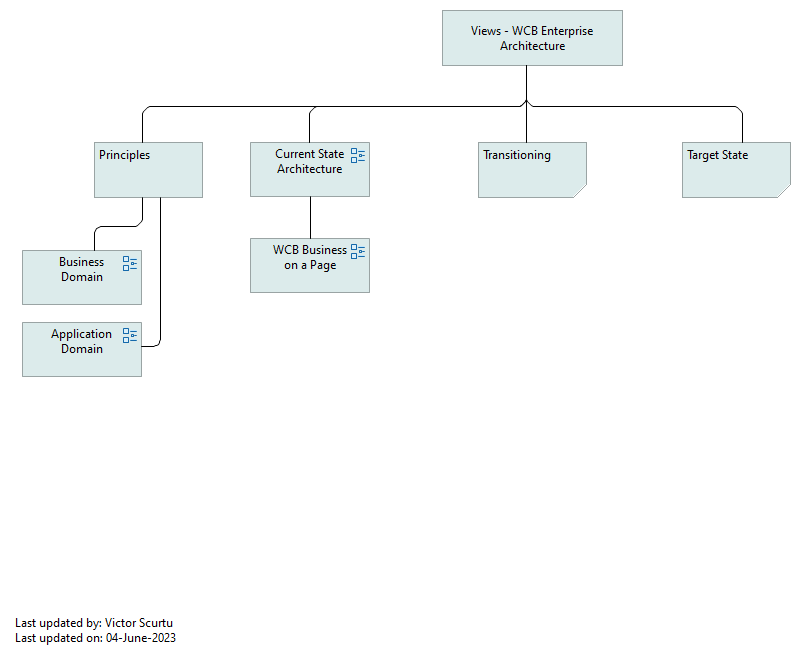 Views - WCB Enterprise
Architecture
Principles
Current State
Architecture
Transitioning
Target State
Business
Domain
WCB Business
on a Page
Application
Domain
Last updated by: Victor Scurtu
Last updated on: 04-June-2023